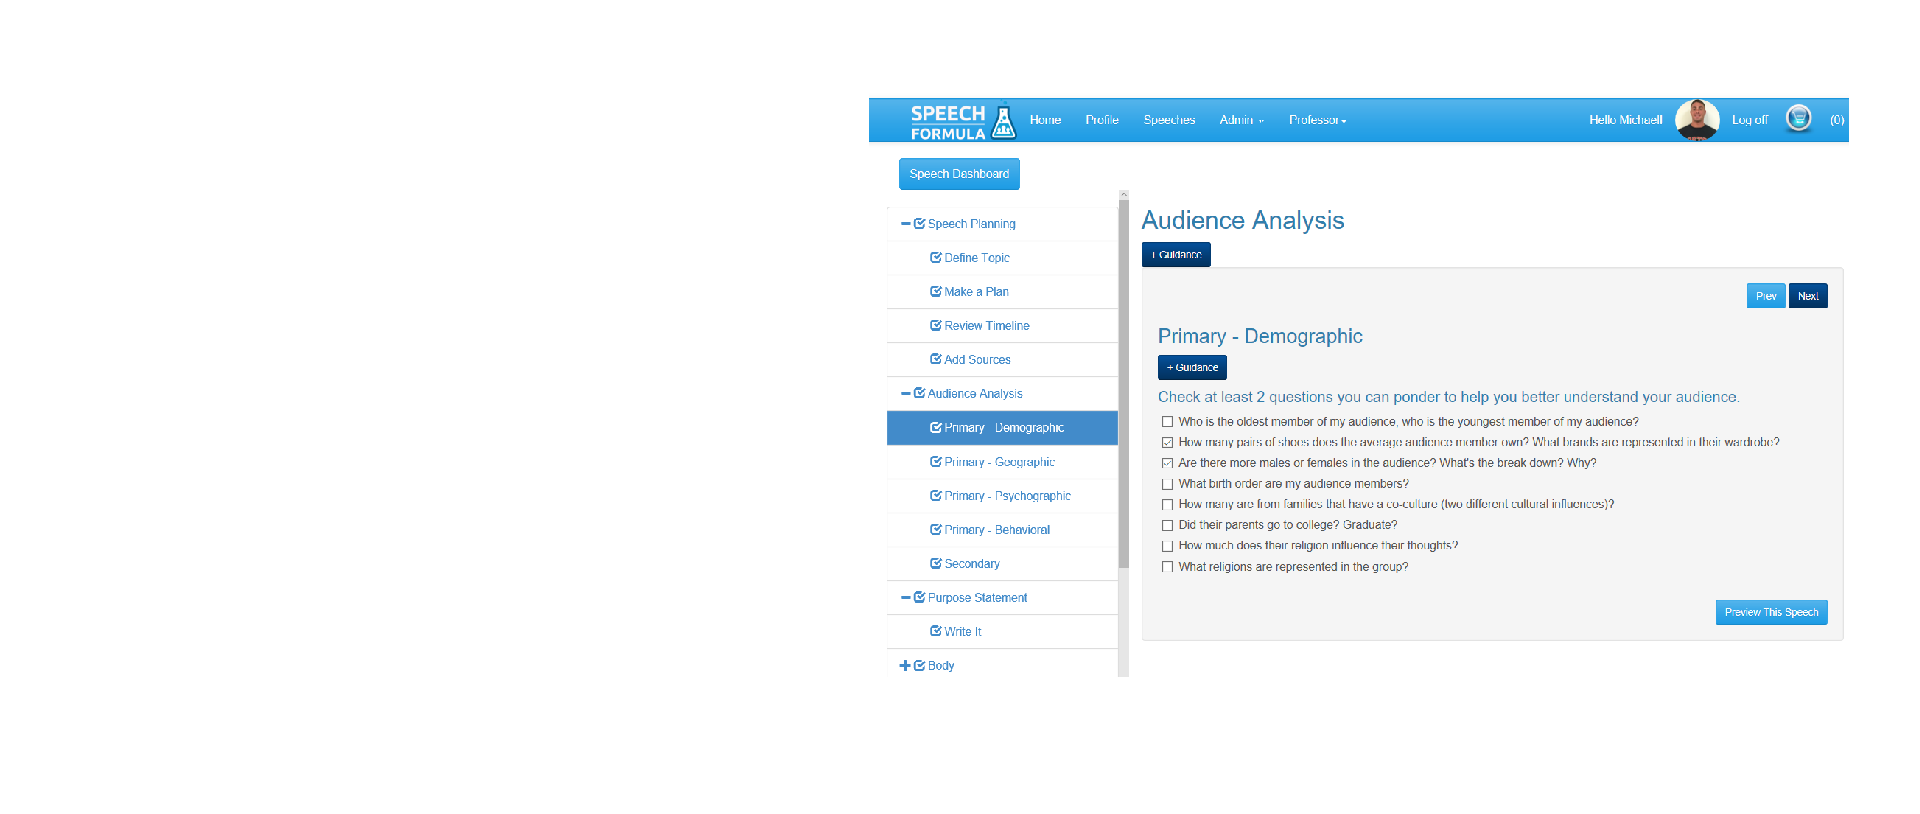 SPEECH
FORMULA
Home Profile Speeches Admin Professor Hello Michael! Log off (0)
Speech Dashboard
Speech Planning
Define Topic
Make a Plan
Review Timeline
Add Sources
Audience Analysis
Primary - Demographic
Primary - Geographic
Primary - Psychographic
Primary - Behavioral
Secondary
Purpose Statement
Write It
Body
Audience Analysis
+ Guidance
Prev Next
Primary - Demographic
+ Guidance
Check at least 2 questions you can ponder to help you better understand your audience.
Who is the oldest member of my audience, who is the youngest member of my audience?
How many pairs of shoes does the average audience member own? What brands are represented in their wardrobe?
Are there more males or females in the audience? What's the break down? Why?
What birth order are my audience members?
How many are from families that have a co-culture (two different cultural influences)?
Did their parents go to college? Graduate?
How much does their religion influence their thoughts?
What religions are represented in the group?
Preview This Speech